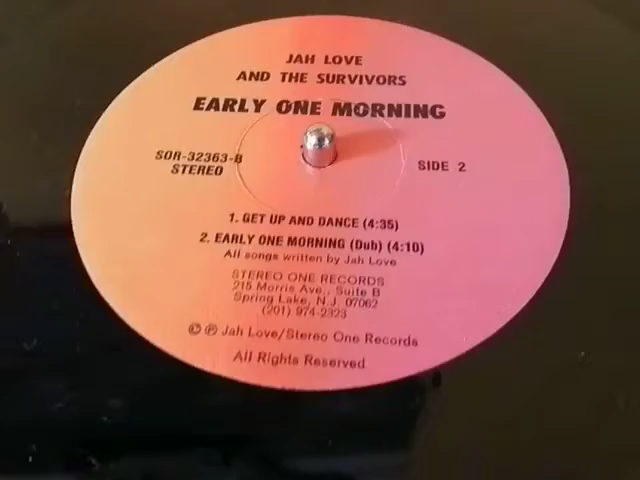 JAH LOVE
AND THE SURVIVORS
EARLY ONE MORNING
SOR-32363-B
STEREO
SIDE 2
1. GET UP AND DANCE (4:35)
2. EARLY ONE MORNING (Dub) (4:10)
All songs written by Jah Love
STEREO ONE RECORDS
215 Morris Ave., Suite B
Spring Lake, N.J. 07062
(201) 974-2323
© ℗ Jah Love/Stereo One Records
All Rights Reserved